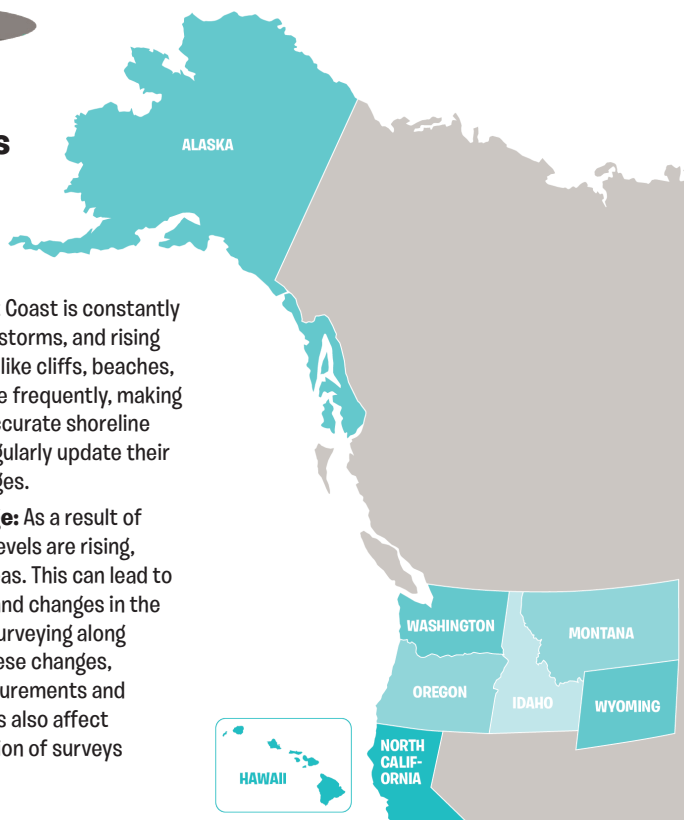 s
ALASKA
Coast is constantly
storms, and rising
like cliffs, beaches,
e frequently, making
ccurate shoreline
gularly update their
ges.
ge: As a result of
evels are rising,
as. This can lead to
nd changes in the
urveying along
ese changes,
urements and
s also affect
ion of surveys
WASHINGTON
MONTANA
OREGON
IDAHO
WYOMING
NORTH
CALIF-
ORNIA
HAWAII